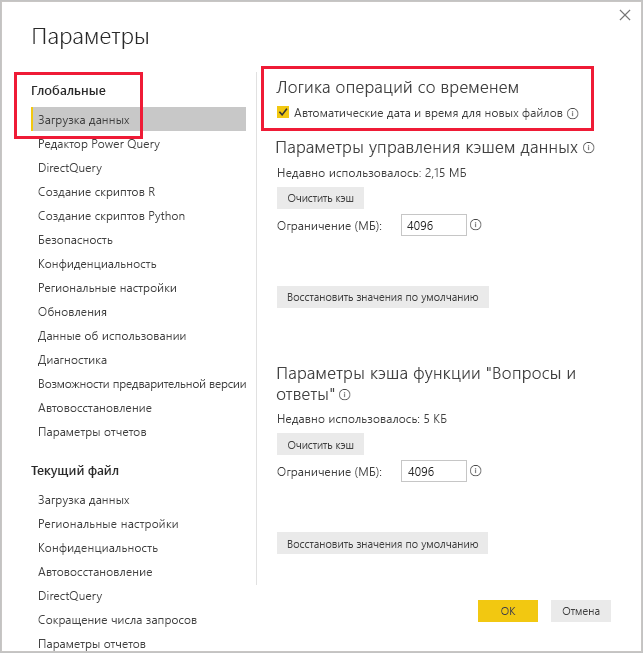 Параметры
Глобальные
Загрузка данных
Редактор Power Query
DirectQuery
Создание скриптов R
Создание скриптов Python
Безопасность
Конфиденциальность
Региональные настройки
Обновления
Данные об использовании
Диагностика
Возможности предварительной версии
Автовосстановление
Параметры отчетов
Текущий файл
Загрузка данных
Региональные настройки
Конфиденциальность
Автовосстановление
DirectQuery
Сокращение числа запросов
Параметры отчетов
Логика операций со временем
Автоматические дата и время для новых файлов
Параметры управления кэшем данных
Недавно использовалось: 2,15 МБ
Очистить кэш
Ограничение (МБ): 4096
Восстановить значения по умолчанию
Параметры кэша функции "Вопросы и
ответы"
Недавно использовалось: 5 КБ
Очистить кэш
Ограничение (МБ): 4096
Восстановить значения по умолчанию
ОК
Отмена